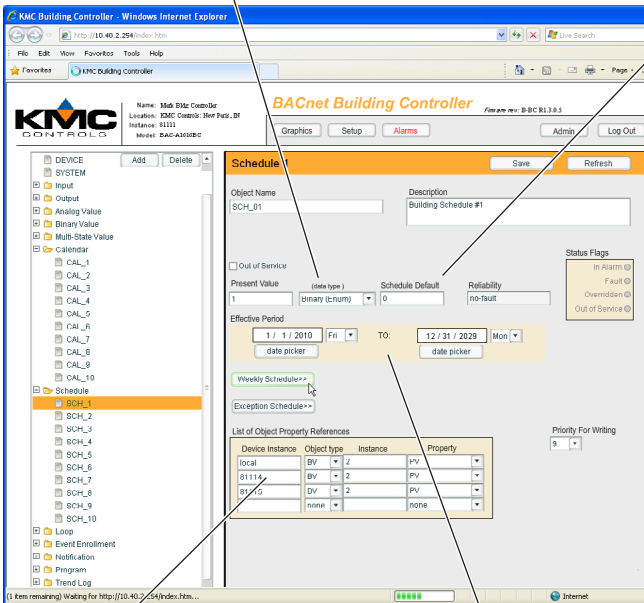 KMC Building Controller - Windows Internet Explorer
http://10.40.2.254/index.htm
Live Search
File Edit View Favorites Tools Help
Favorites KMC Building Controller
Page
KMC
CONTROLS
Name: Meik Bldg Controller
Location: KMC Controls: New Paris, IN
Instance: 81111
Model: BAC-A1616BC
BACnet Building Controller
Firmware rev: B-BC R1.3.0.5
Graphics Setup Alarms Admin Log Out
DEVICE
SYSTEM
Input
Output
Analog Value
Binary Value
Multi-State Value
Calendar
CAL_1
CAL_2
CAL_3
CAL_4
CAL_5
CAL_6
CAL_7
CAL_8
CAL_9
CAL_10
Schedule
SCH_1
SCH_2
SCH_3
SCH_4
SCH_5
SCH_6
SCH_7
SCH_8
SCH_9
SCH_10
Loop
Event Enrollment
Notification
Program
Trend Log
Add Delete
Schedule 1
Save Refresh
Object Name Description
SCH_01 Building Schedule #1
Out of Service
Status Flags
In Alarm
Fault
Overridden
Out of Service
Present Value (data type) Schedule Default Reliability
1 Binary (Enum) 0 no-fault
Effective Period
1 / 1 / 2010 Fri TO: 12 / 31 / 2029 Mon
date picker date picker
Weekly Schedule>>
Exception Schedule>>
List of Object Property References
Priority For Writing
9
Device Instance Object type Instance Property
local BV 2 PV
81114 BV 2 PV
81115 BV 2 PV
none none
(1 item remaining) Waiting for http://10.40.2.254/index.htm...
Internet